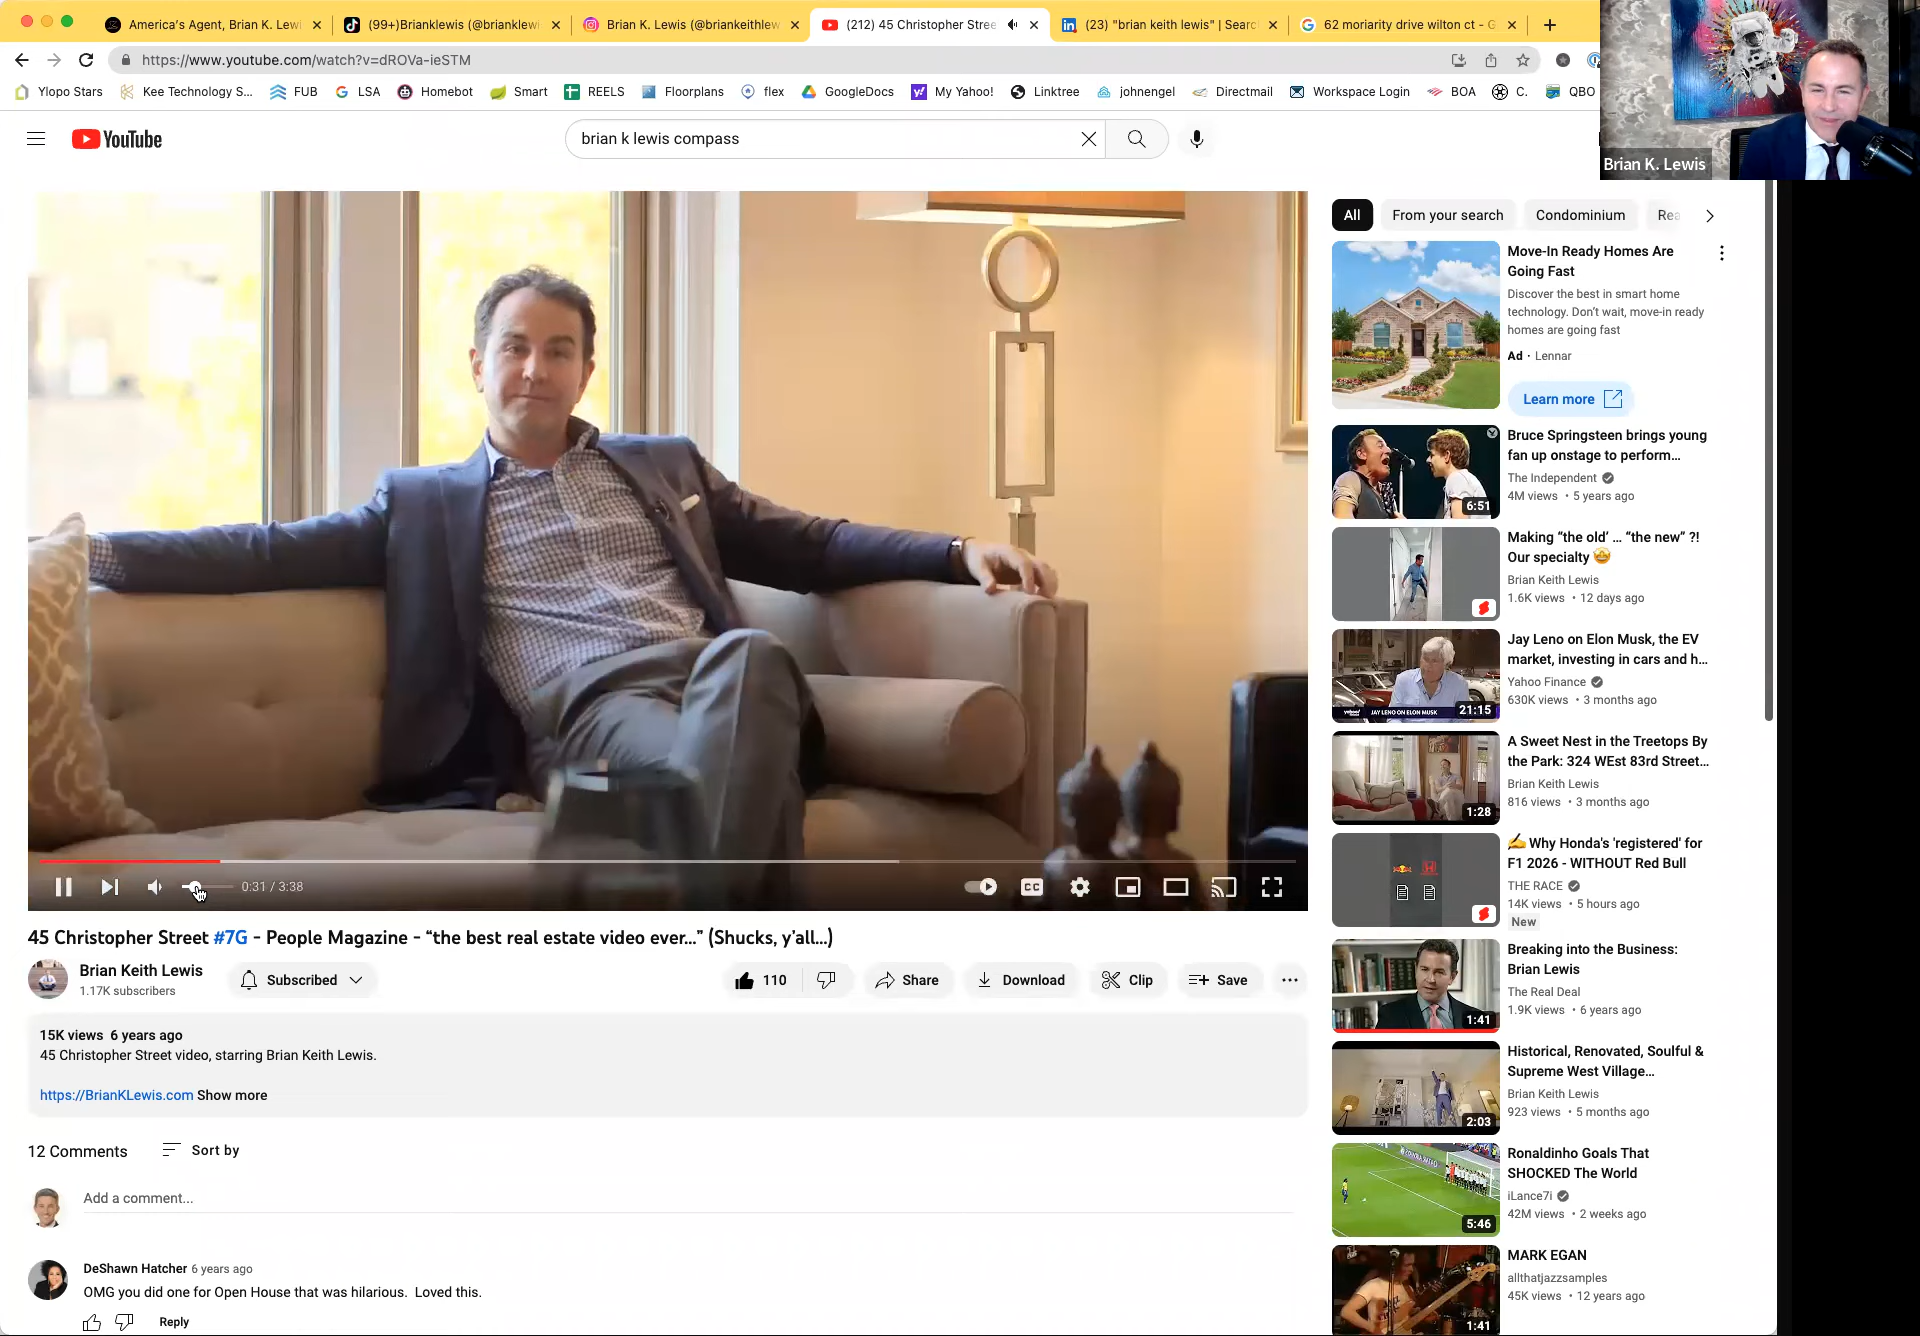 America's Agent, Brian K. Lewi
(99+)Brianklewis (@brianklewi
Brian K. Lewis (@briankeithlew
(212) 45 Christopher Stree
(23) "brian keith lewis" | Searc
62 moriarity drive wilton ct - G
https://www.youtube.com/watch?v=dROVa-ieSTM
Ylopo Stars
Kee Technology S...
FUB
LSA
Homebot
Smart
REELS
Floorplans
flex
GoogleDocs
My Yahoo!
Linktree
johnengel
Directmail
Workspace Login
BOA
C.
QBO
Brian K. Lewis
YouTube
brian k lewis compass
All
From your search
Condominium
Rea
Move-In Ready Homes Are
Going Fast
Discover the best in smart home
technology. Don't wait, move-in ready
homes are going fast
Ad · Lennar
Learn more
6:51
Bruce Springsteen brings young
fan up onstage to perform...
The Independent
4M views • 5 years ago
Making “the old’ ... “the new” ?!
Our specialty 🤩
Brian Keith Lewis
1.6K views • 12 days ago
JAY LENO ON ELON MUSK
21:15
Jay Leno on Elon Musk, the EV
market, investing in cars and h...
Yahoo Finance
630K views • 3 months ago
1:28
A Sweet Nest in the Treetops By
the Park: 324 WEst 83rd Street...
Brian Keith Lewis
816 views • 3 months ago
✍️Why Honda's 'registered' for
F1 2026 - WITHOUT Red Bull
THE RACE
14K views • 5 hours ago
New
1:41
Breaking into the Business:
Brian Lewis
The Real Deal
1.9K views • 6 years ago
2:03
Historical, Renovated, Soulful &
Supreme West Village...
Brian Keith Lewis
923 views • 5 months ago
5:46
Ronaldinho Goals That
SHOCKED The World
iLance7i
42M views • 2 weeks ago
1:41
MARK EGAN
allthatjazzsamples
45K views • 12 years ago
0:31 / 3:38
CC
45 Christopher Street #7G - People Magazine - “the best real estate video ever...” (Shucks, y'all...)
Brian Keith Lewis
1.17K subscribers
Subscribed
110
Share
Download
Clip
Save
15K views 6 years ago
45 Christopher Street video, starring Brian Keith Lewis.
https://BrianKLewis.com Show more
12 Comments
Sort by
Add a comment...
DeShawn Hatcher 6 years ago
OMG you did one for Open House that was hilarious. Loved this.
Reply